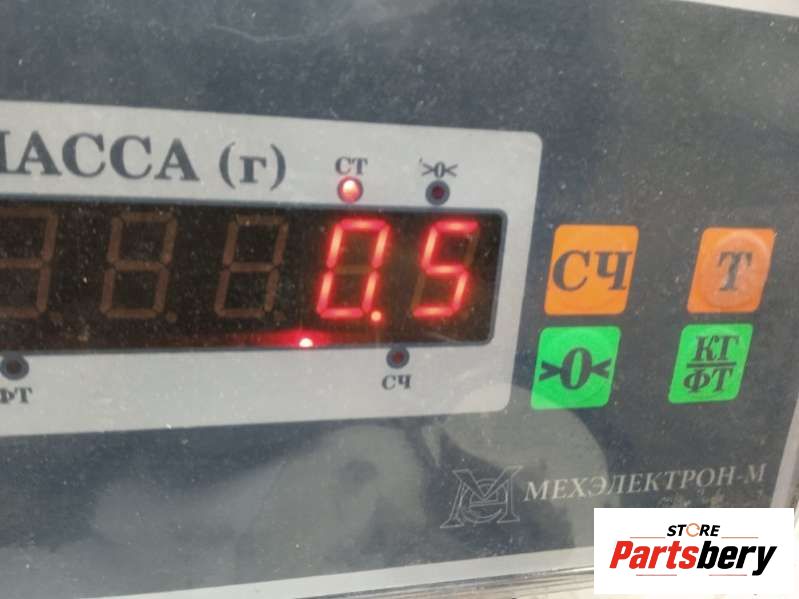 МАССА (г)
СТ
>0<
0.5
СЧ
Т
>0<
КГ
ФТ
ФТ
СЧ
МЕХЭЛЕКТРОН-М
STORE
Partsbery